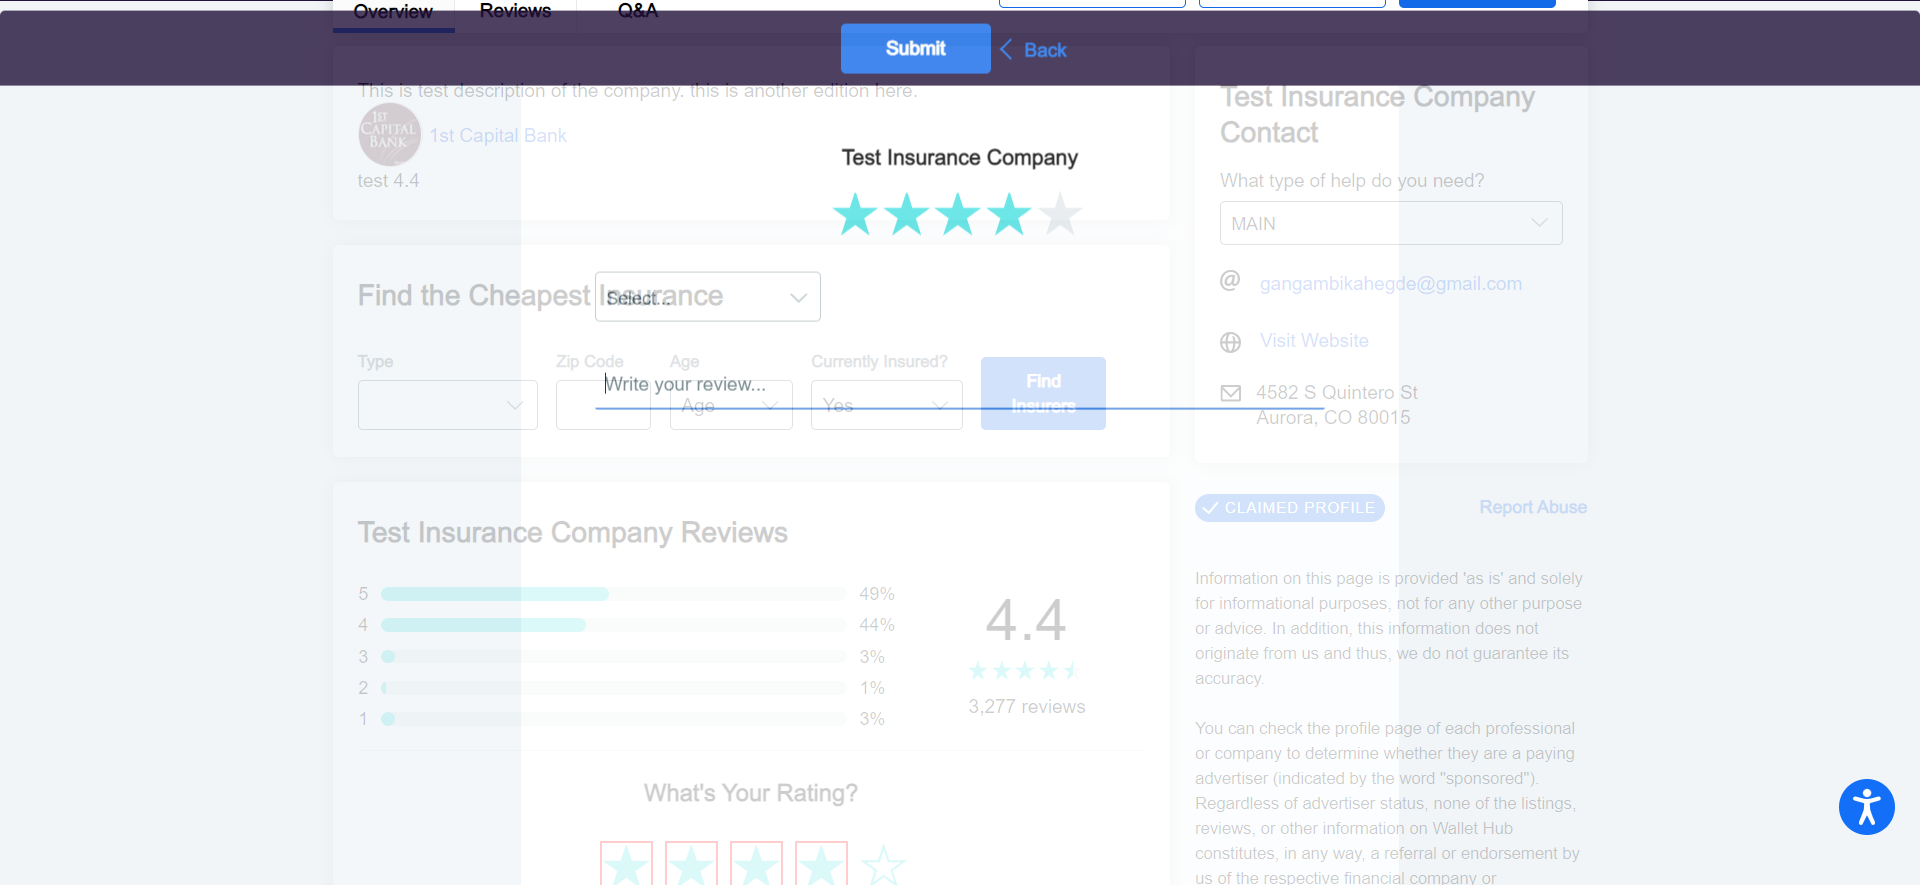 Overview
Reviews
Q&A
Submit
Back
This is test description of the company. this is another edition here.
1ST
CAPITAL
BANK
1st Capital Bank
test 4.4
Test Insurance Company
Find the Cheapest Insurance
Select...
Type
Zip Code
Age
Currently Insured?
Write your review...
Age
Yes
Find
Insurers
Test Insurance Company Reviews
5
49%
4
44%
3
3%
2
1%
1
3%
4.4
3,277 reviews
What's Your Rating?
Test Insurance Company
Contact
What type of help do you need?
MAIN
gangambikahegde@gmail.com
Visit Website
4582 S Quintero St
Aurora, CO 80015
CLAIMED PROFILE
Report Abuse
Information on this page is provided 'as is' and solely
for informational purposes, not for any other purpose
or advice. In addition, this information does not
originate from us and thus, we do not guarantee its
accuracy.
You can check the profile page of each professional
or company to determine whether they are a paying
advertiser (indicated by the word "sponsored").
Regardless of advertiser status, none of the listings,
reviews, or other information on Wallet Hub
constitutes, in any way, a referral or endorsement by
us of the respective financial company or